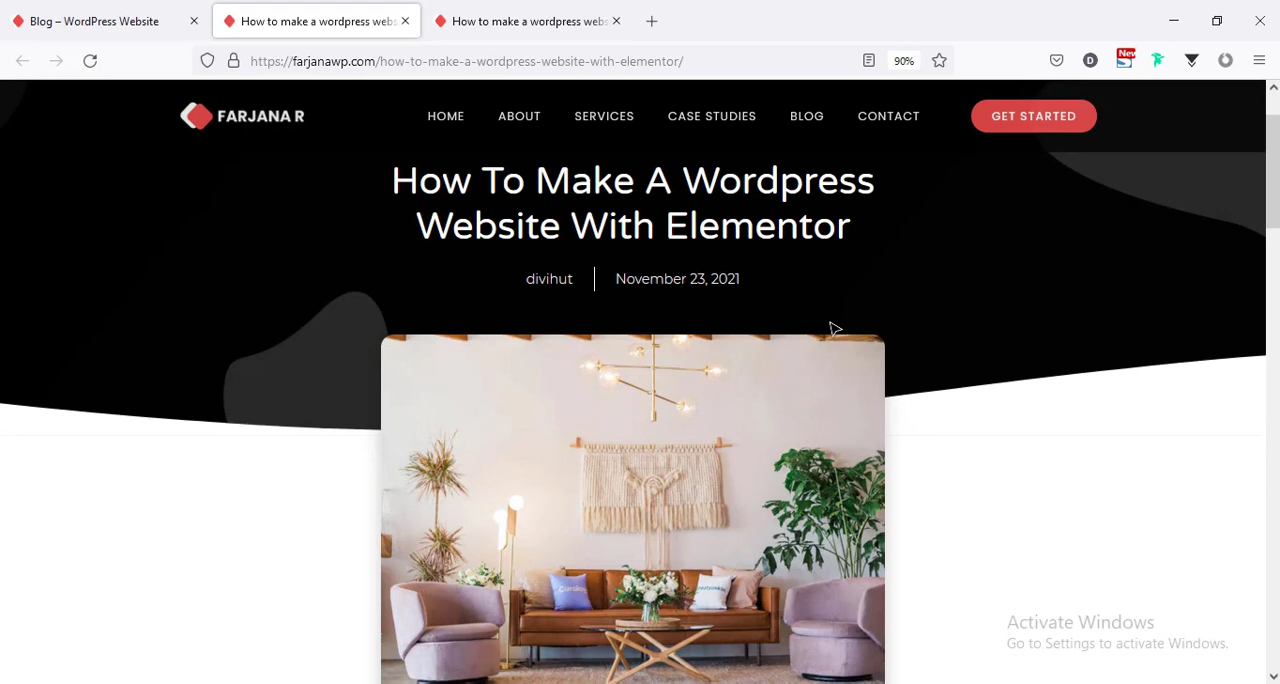 Blog – WordPress Website
How to make a wordpress webs
How to make a wordpress webs
https://farjanawp.com/how-to-make-a-wordpress-website-with-elementor/
90%
D
New
FARJANA R
HOME
ABOUT
SERVICES
CASE STUDIES
BLOG
CONTACT
GET STARTED
How To Make A Wordpress
Website With Elementor
divihut
November 23, 2021
Activate Windows
Go to Settings to activate Windows.